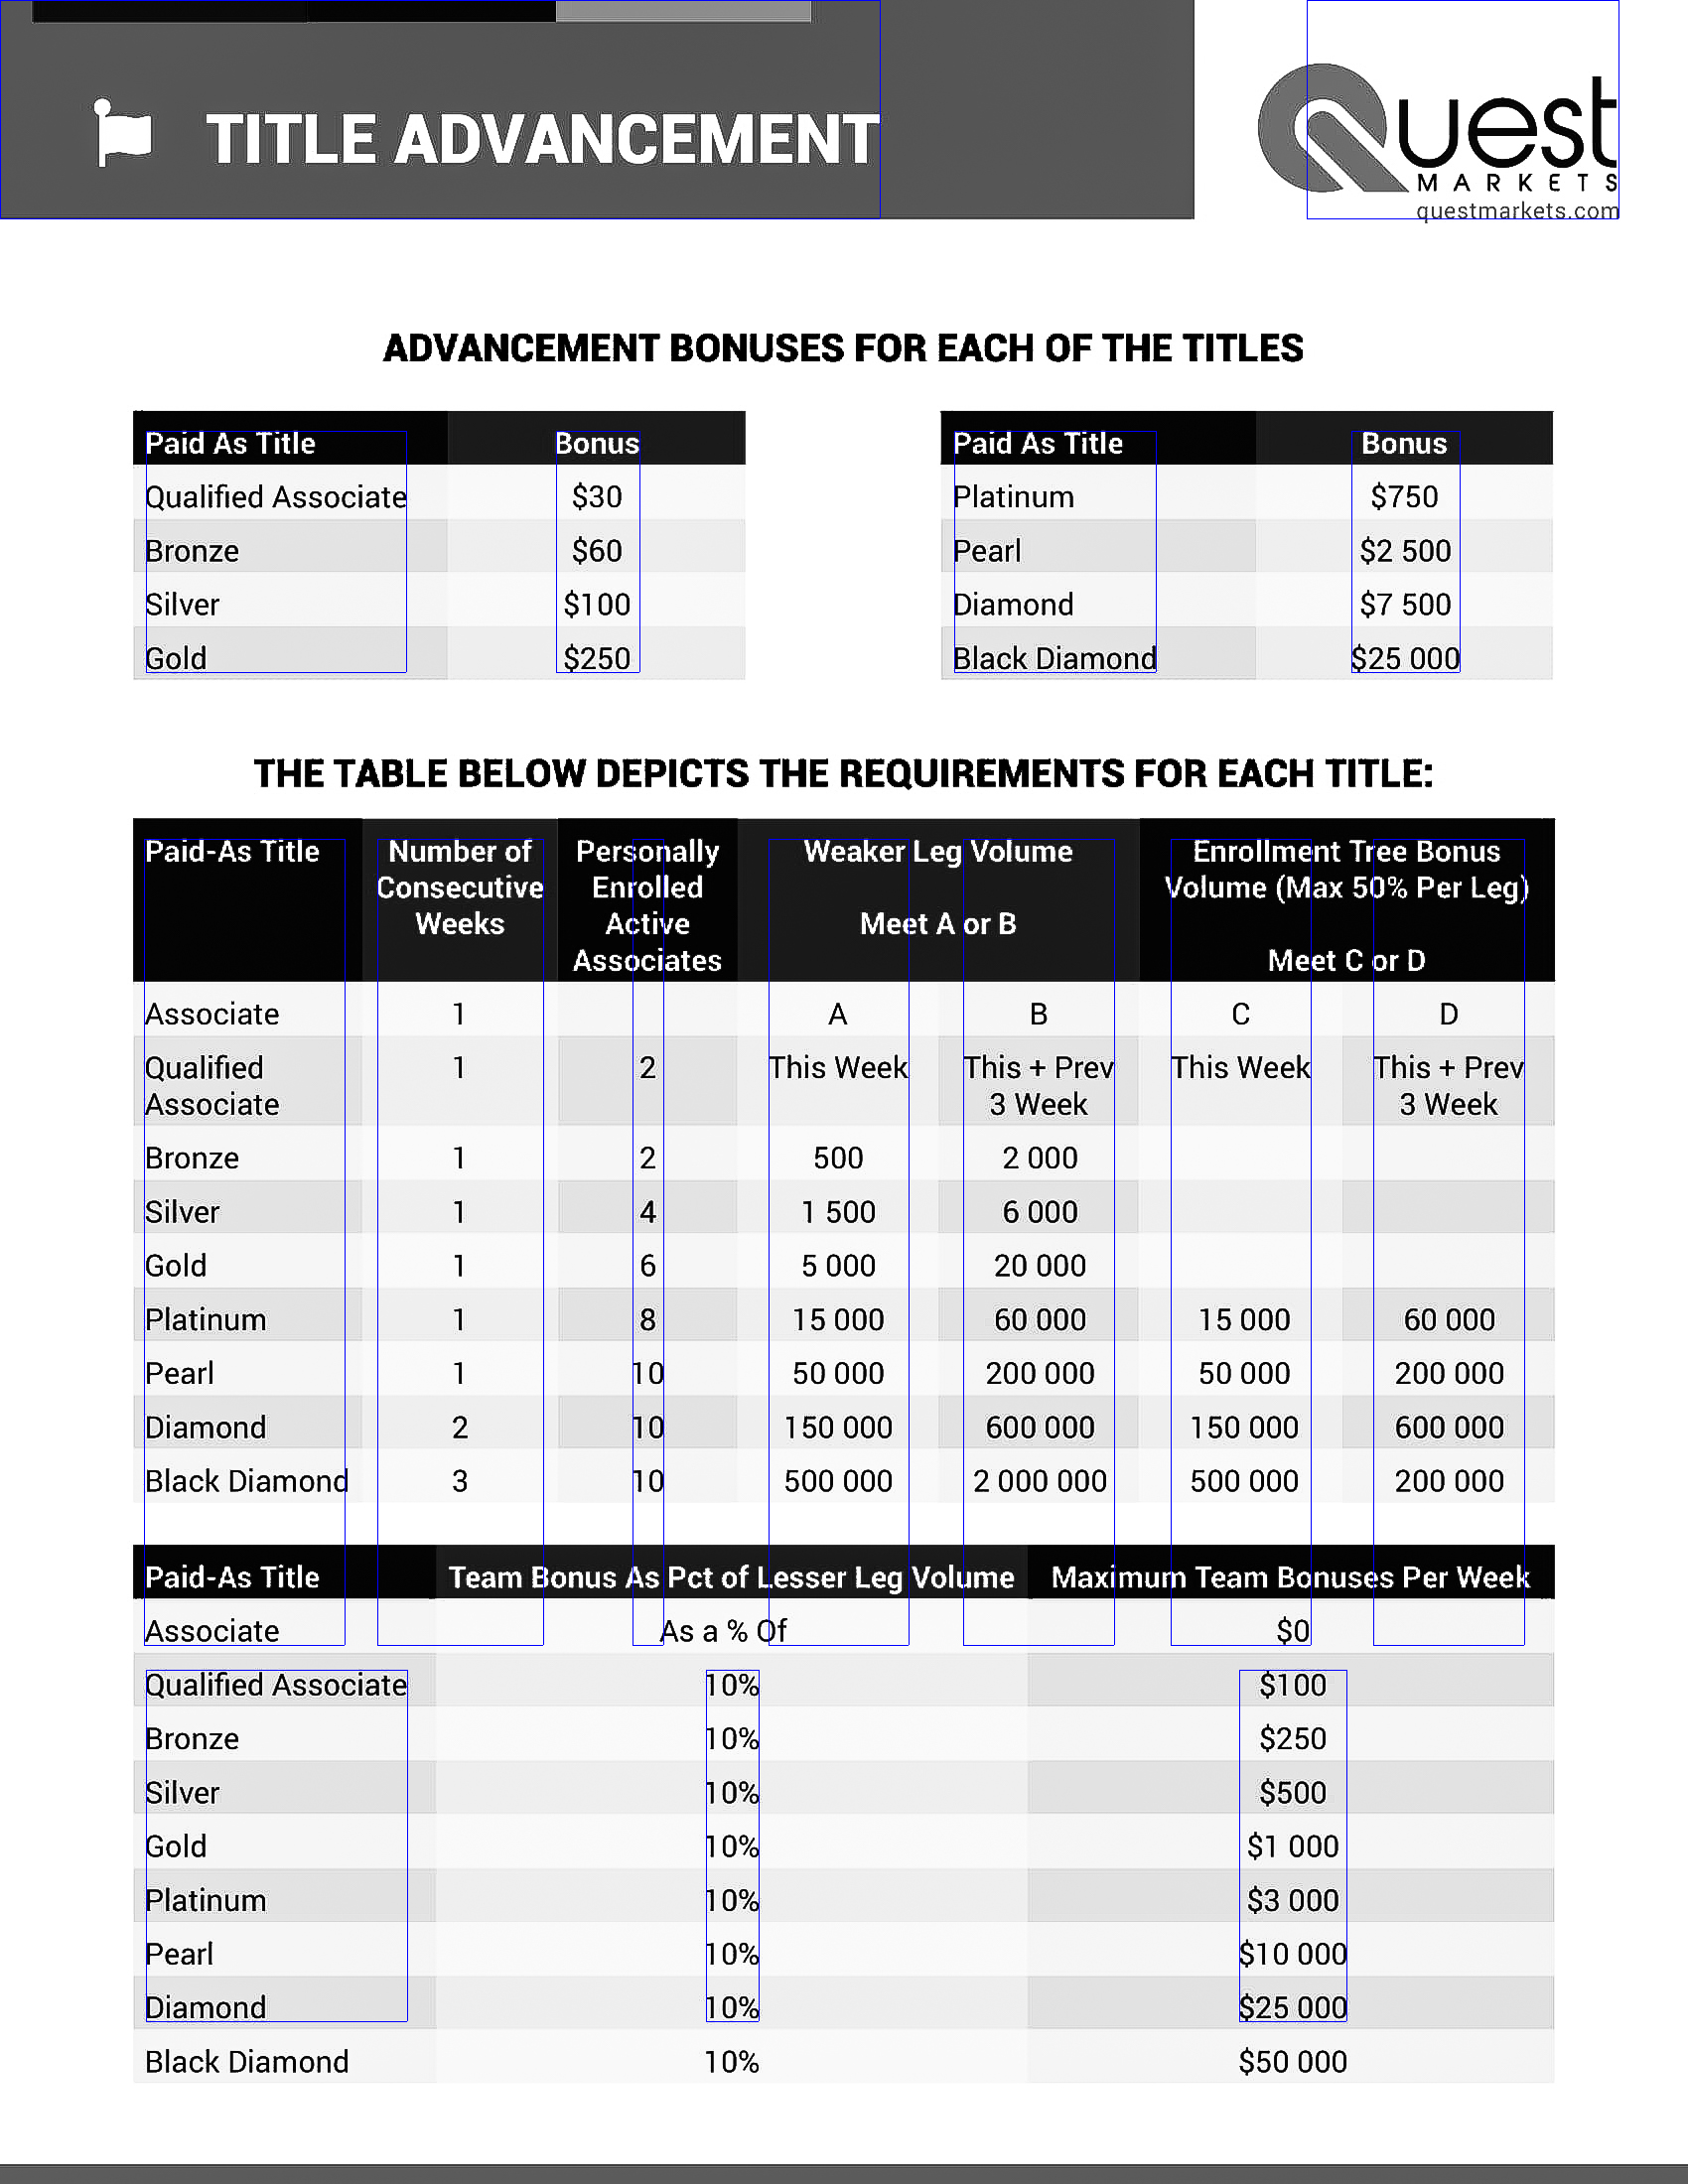 TITLE ADVANCEMENT
Quest
MARKETS
questmarkets.com
ADVANCEMENT BONUSES FOR EACH OF THE TITLES
Paid As Title Bonus
Qualified Associate $30
Bronze $60
Silver $100
Gold $250
Paid As Title Bonus
Platinum $750
Pearl $2 500
Diamond $7 500
Black Diamond $25 000
THE TABLE BELOW DEPICTS THE REQUIREMENTS FOR EACH TITLE:
Paid-As Title Number of Personally Weaker Leg Volume Enrollment Tree Bonus
Consecutive Enrolled Volume (Max 50% Per Leg)
Weeks Active Meet A or B
Associates Meet C or D
Associate 1 A B C D
Qualified 1 2 This Week This + Prev This Week This + Prev
Associate 3 Week 3 Week
Bronze 1 2 500 2 000
Silver 1 4 1 500 6 000
Gold 1 6 5 000 20 000
Platinum 1 8 15 000 60 000 15 000 60 000
Pearl 1 10 50 000 200 000 50 000 200 000
Diamond 2 10 150 000 600 000 150 000 600 000
Black Diamond 3 10 500 000 2 000 000 500 000 200 000
Paid-As Title Team Bonus As Pct of Lesser Leg Volume Maximum Team Bonuses Per Week
Associate As a % Of $0
Qualified Associate 10% $100
Bronze 10% $250
Silver 10% $500
Gold 10% $1 000
Platinum 10% $3 000
Pearl 10% $10 000
Diamond 10% $25 000
Black Diamond 10% $50 000